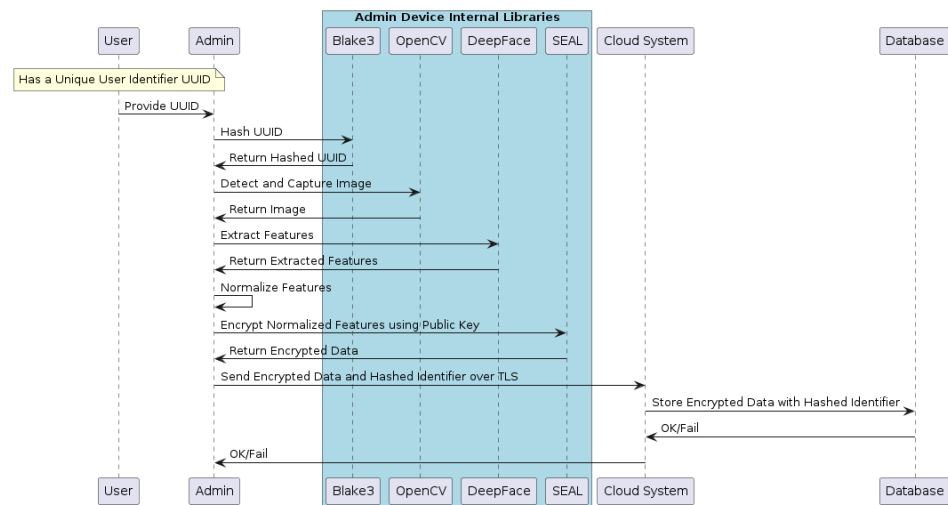 Admin Device Internal Libraries
User
Admin
Blake3
OpenCV
DeepFace
SEAL
Cloud System
Database
Has a Unique User Identifier UUID
Provide UUID
Hash UUID
Return Hashed UUID
Detect and Capture Image
Return Image
Extract Features
Return Extracted Features
Normalize Features
Encrypt Normalized Features using Public Key
Return Encrypted Data
Send Encrypted Data and Hashed Identifier over TLS
Store Encrypted Data with Hashed Identifier
OK/Fail
OK/Fail
User
Admin
Blake3
OpenCV
DeepFace
SEAL
Cloud System
Database